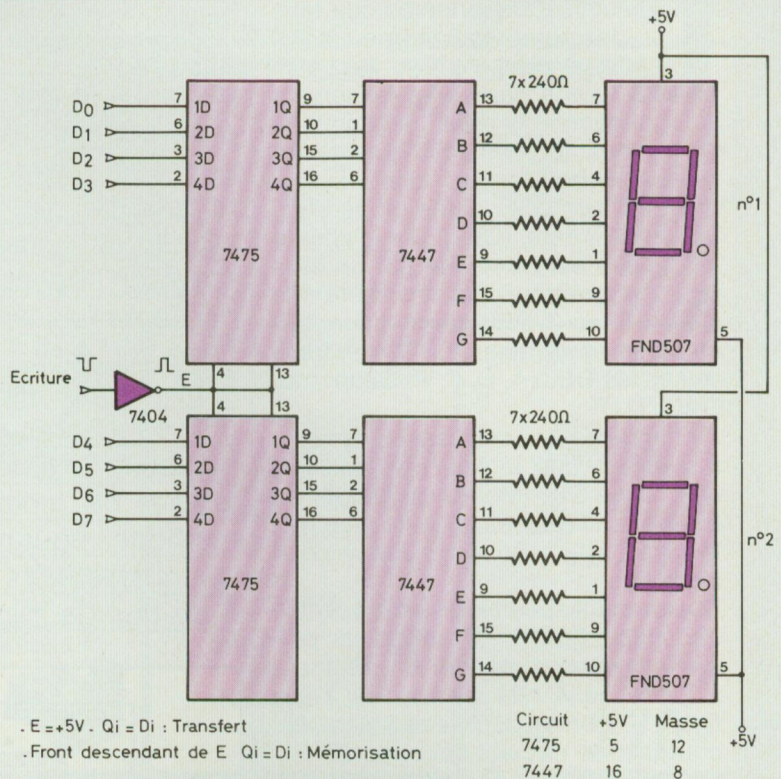 +5V
3
7x240Ω
D0 7 1D 1Q 9 7 A 13 7
D1 6 2D 2Q 10 1 B 12 6
D2 3 3D 3Q 15 2 C 11 4
D3 2 4D 4Q 16 6 D 10 2
n°1
7475
7447
E 9 1
F 15 9
G 14 10
FND507
5
4 13
Ecriture
E
7404
4 13
3
7x240Ω
D4 7 1D 1Q 9 7 A 13 7
D5 6 2D 2Q 10 1 B 12 6
D6 3 3D 3Q 15 2 C 11 4
D7 2 4D 4Q 16 6 D 10 2
n°2
7475
7447
E 9 1
F 15 9
G 14 10
FND507
5
+5V
. E = +5V . Qi = Di : Transfert
. Front descendant de E Qi = Di : Mémorisation
Circuit +5V Masse
7475 5 12
7447 16 8